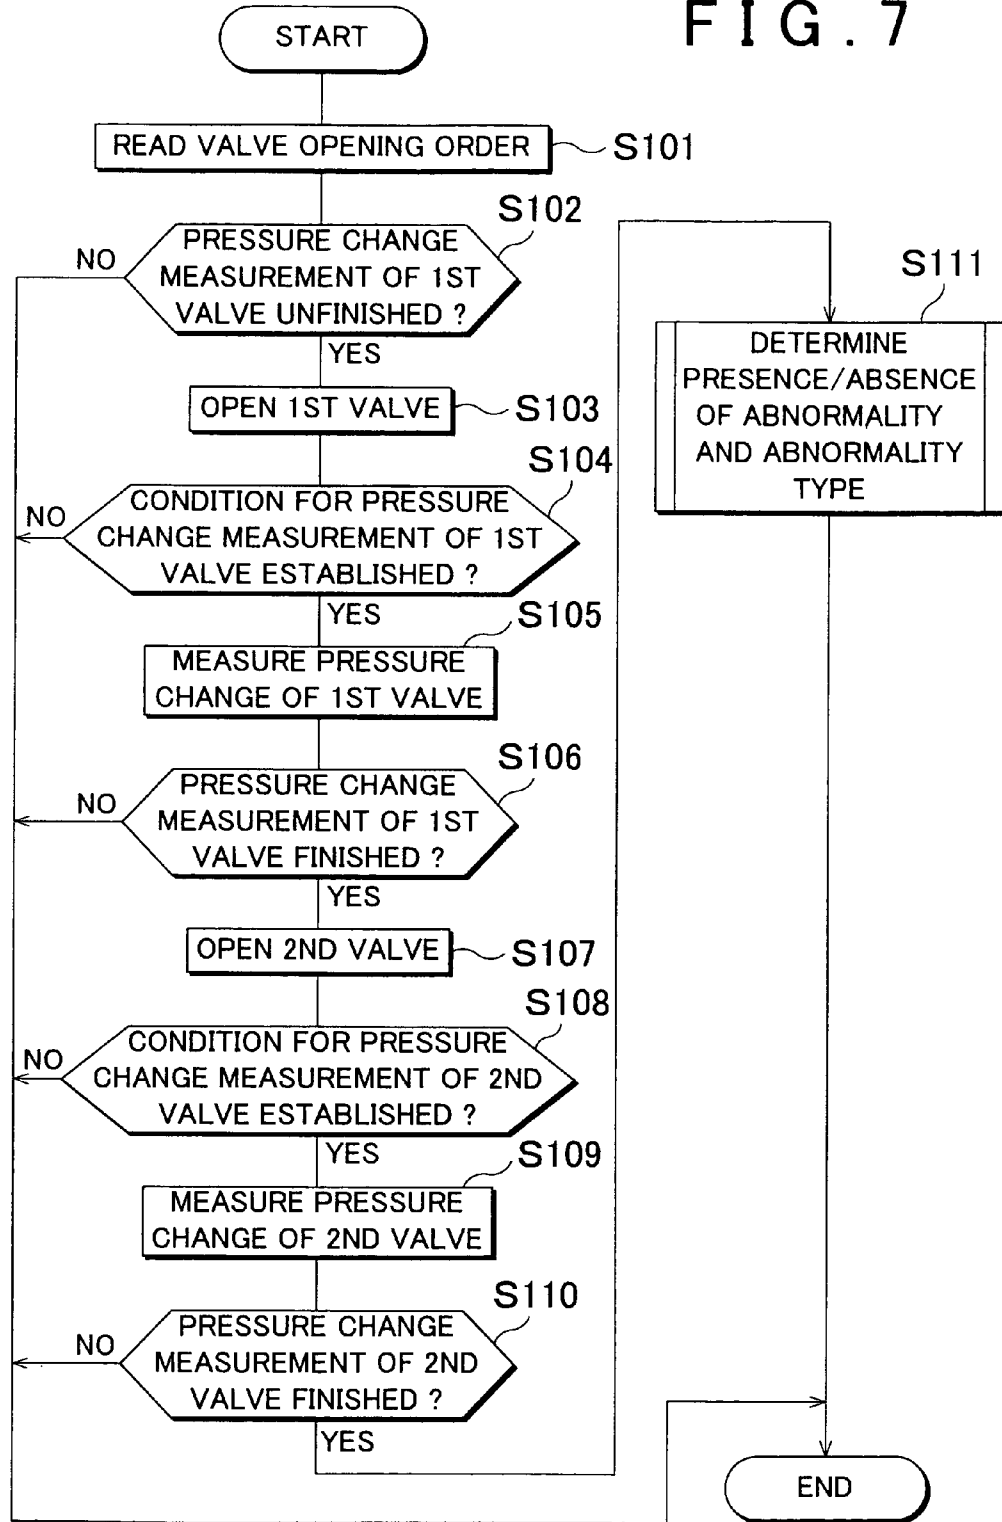 FIG. 7
START
READ VALVE OPENING ORDER
S101
S102
PRESSURE CHANGE
MEASUREMENT OF 1ST
VALVE UNFINISHED ?
NO
YES
OPEN 1ST VALVE
S103
S104
CONDITION FOR PRESSURE
CHANGE MEASUREMENT OF 1ST
VALVE ESTABLISHED ?
NO
YES
S105
MEASURE PRESSURE
CHANGE OF 1ST VALVE
S106
PRESSURE CHANGE
MEASUREMENT OF 1ST
VALVE FINISHED ?
NO
YES
OPEN 2ND VALVE
S107
S108
CONDITION FOR PRESSURE
CHANGE MEASUREMENT OF 2ND
VALVE ESTABLISHED ?
NO
YES
S109
MEASURE PRESSURE
CHANGE OF 2ND VALVE
S110
PRESSURE CHANGE
MEASUREMENT OF 2ND
VALVE FINISHED ?
NO
YES
S111
DETERMINE
PRESENCE/ABSENCE
OF ABNORMALITY
AND ABNORMALITY
TYPE
END